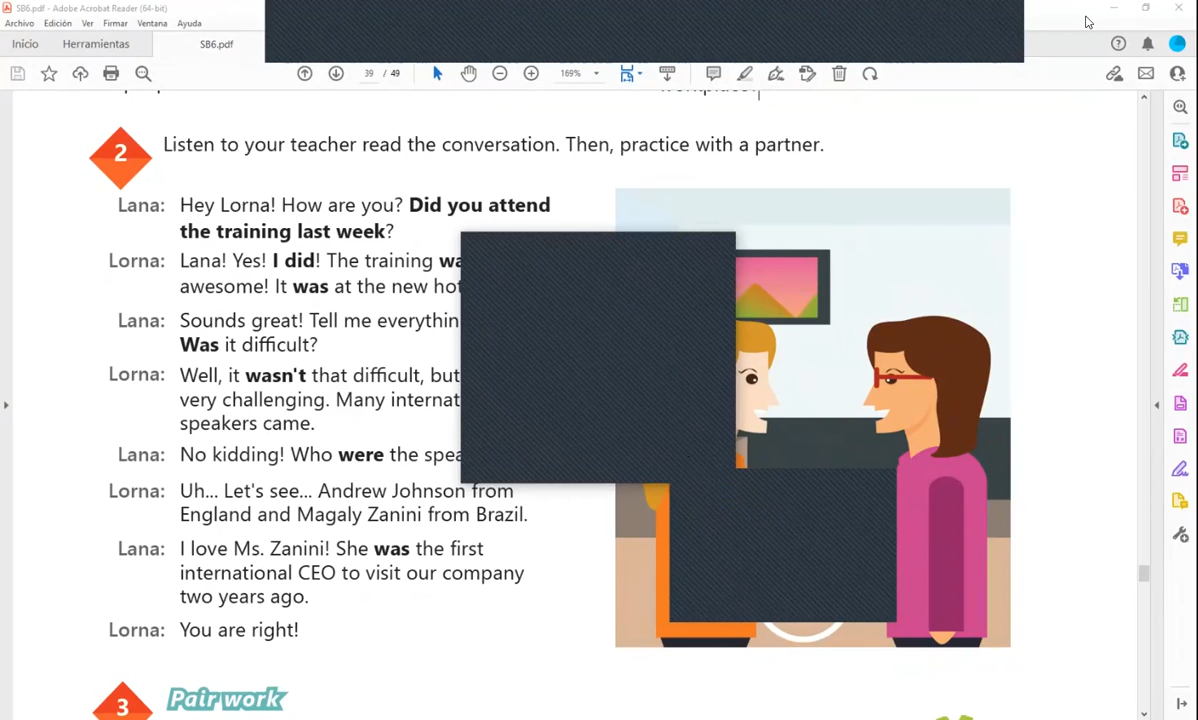 SB6.pdf - Adobe Acrobat Reader (64-bit)
Archivo Edición Ver Firmar Ventana Ayuda
Inicio Herramientas SB6.pdf
39 / 49 169%
2 Listen to your teacher read the conversation. Then, practice with a partner.
Lana: Hey Lorna! How are you? Did you attend
the training last week?
Lorna: Lana! Yes! I did! The training
awesome! It was at the new
Lana: Sounds great! Tell me
Was it difficult?
Lorna: Well, it wasn't that difficult, but
very challenging. Many
speakers came.
Lana: No kidding! Who were the
Lorna: Uh... Let's see... Andrew Johnson from
England and Magaly Zanini from Brazil.
Lana: I love Ms. Zanini! She was the first
international CEO to visit our company
two years ago.
Lorna: You are right!
3 Pair work